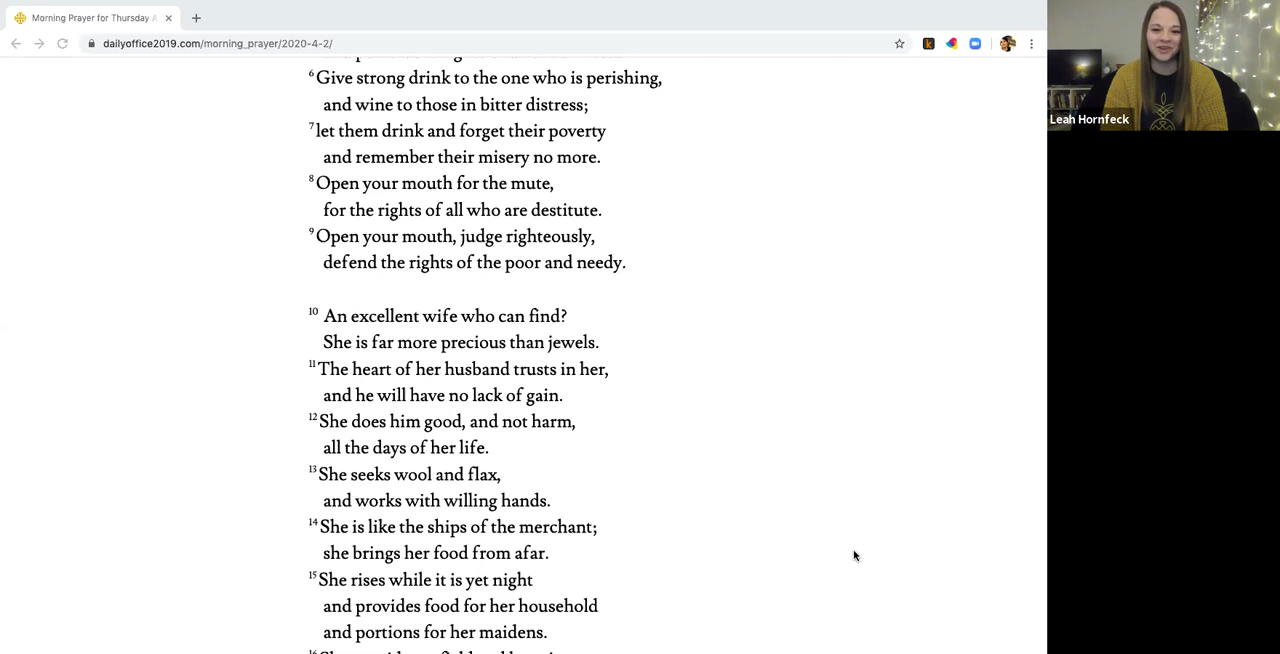 Morning Prayer for Thursday A
dailyoffice2019.com/morning_prayer/2020-4-2/
Leah Hornfeck
6 Give strong drink to the one who is perishing,
and wine to those in bitter distress;
7 let them drink and forget their poverty
and remember their misery no more.
8 Open your mouth for the mute,
for the rights of all who are destitute.
9 Open your mouth, judge righteously,
defend the rights of the poor and needy.
10 An excellent wife who can find?
She is far more precious than jewels.
11 The heart of her husband trusts in her,
and he will have no lack of gain.
12 She does him good, and not harm,
all the days of her life.
13 She seeks wool and flax,
and works with willing hands.
14 She is like the ships of the merchant;
she brings her food from afar.
15 She rises while it is yet night
and provides food for her household
and portions for her maidens.